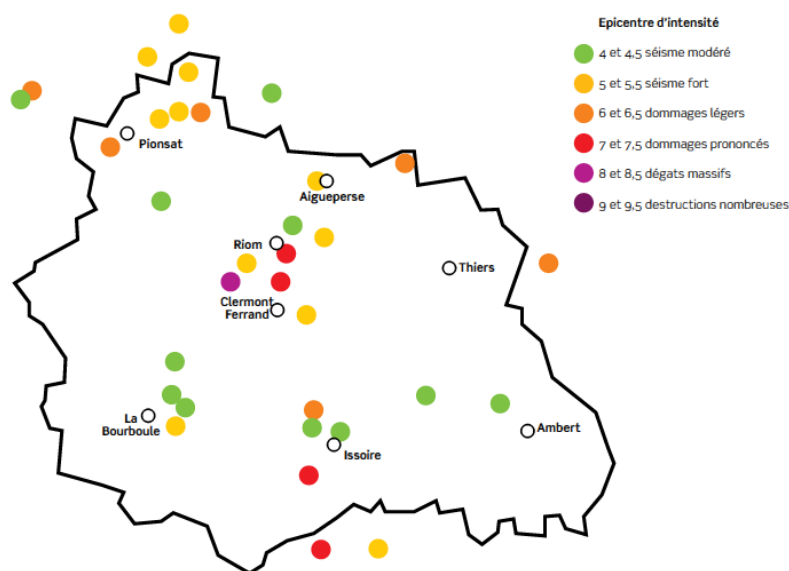 Epicentre d'intensité
4 et 4,5 séisme modéré
5 et 5,5 séisme fort
6 et 6,5 dommages légers
7 et 7,5 dommages prononcés
8 et 8,5 dégats massifs
9 et 9,5 destructions nombreuses
Pionsat
Aigueperse
Riom
Thiers
Clermont
Ferrand
La
Bourboule
Ambert
Issoire